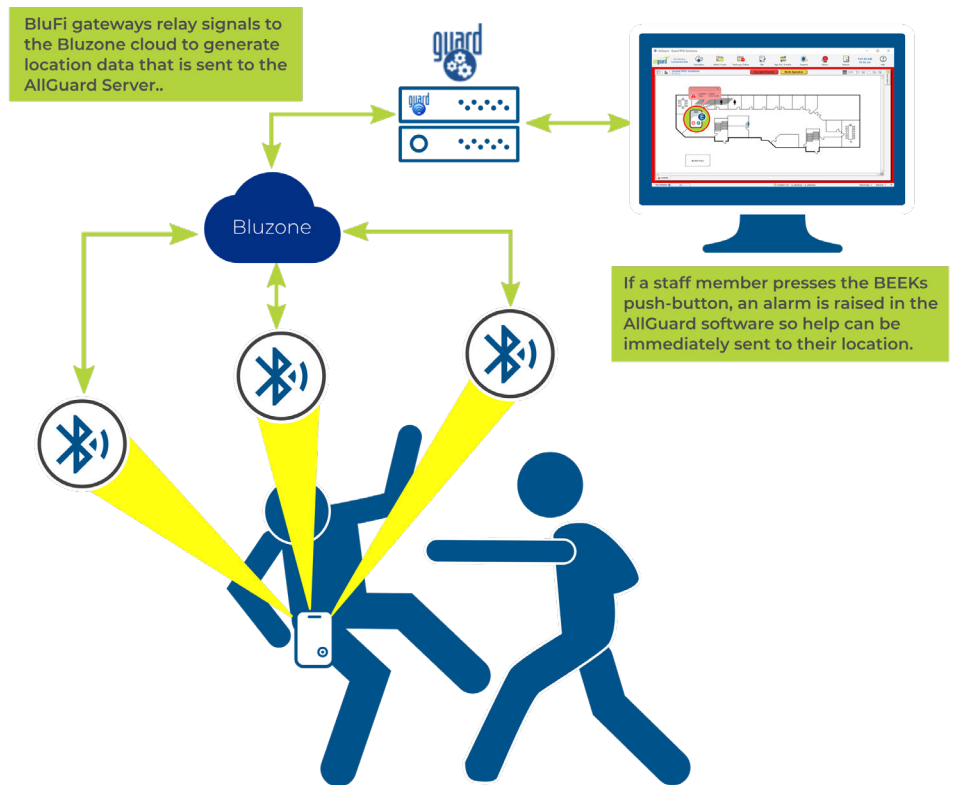 BluFi gateways relay signals to
the Bluzone cloud to generate
location data that is sent to the
AllGuard Server..
guard
guard
Bluzone
If a staff member presses the BEEKs
push-button, an alarm is raised in the
AllGuard software so help can be
immediately sent to their location.